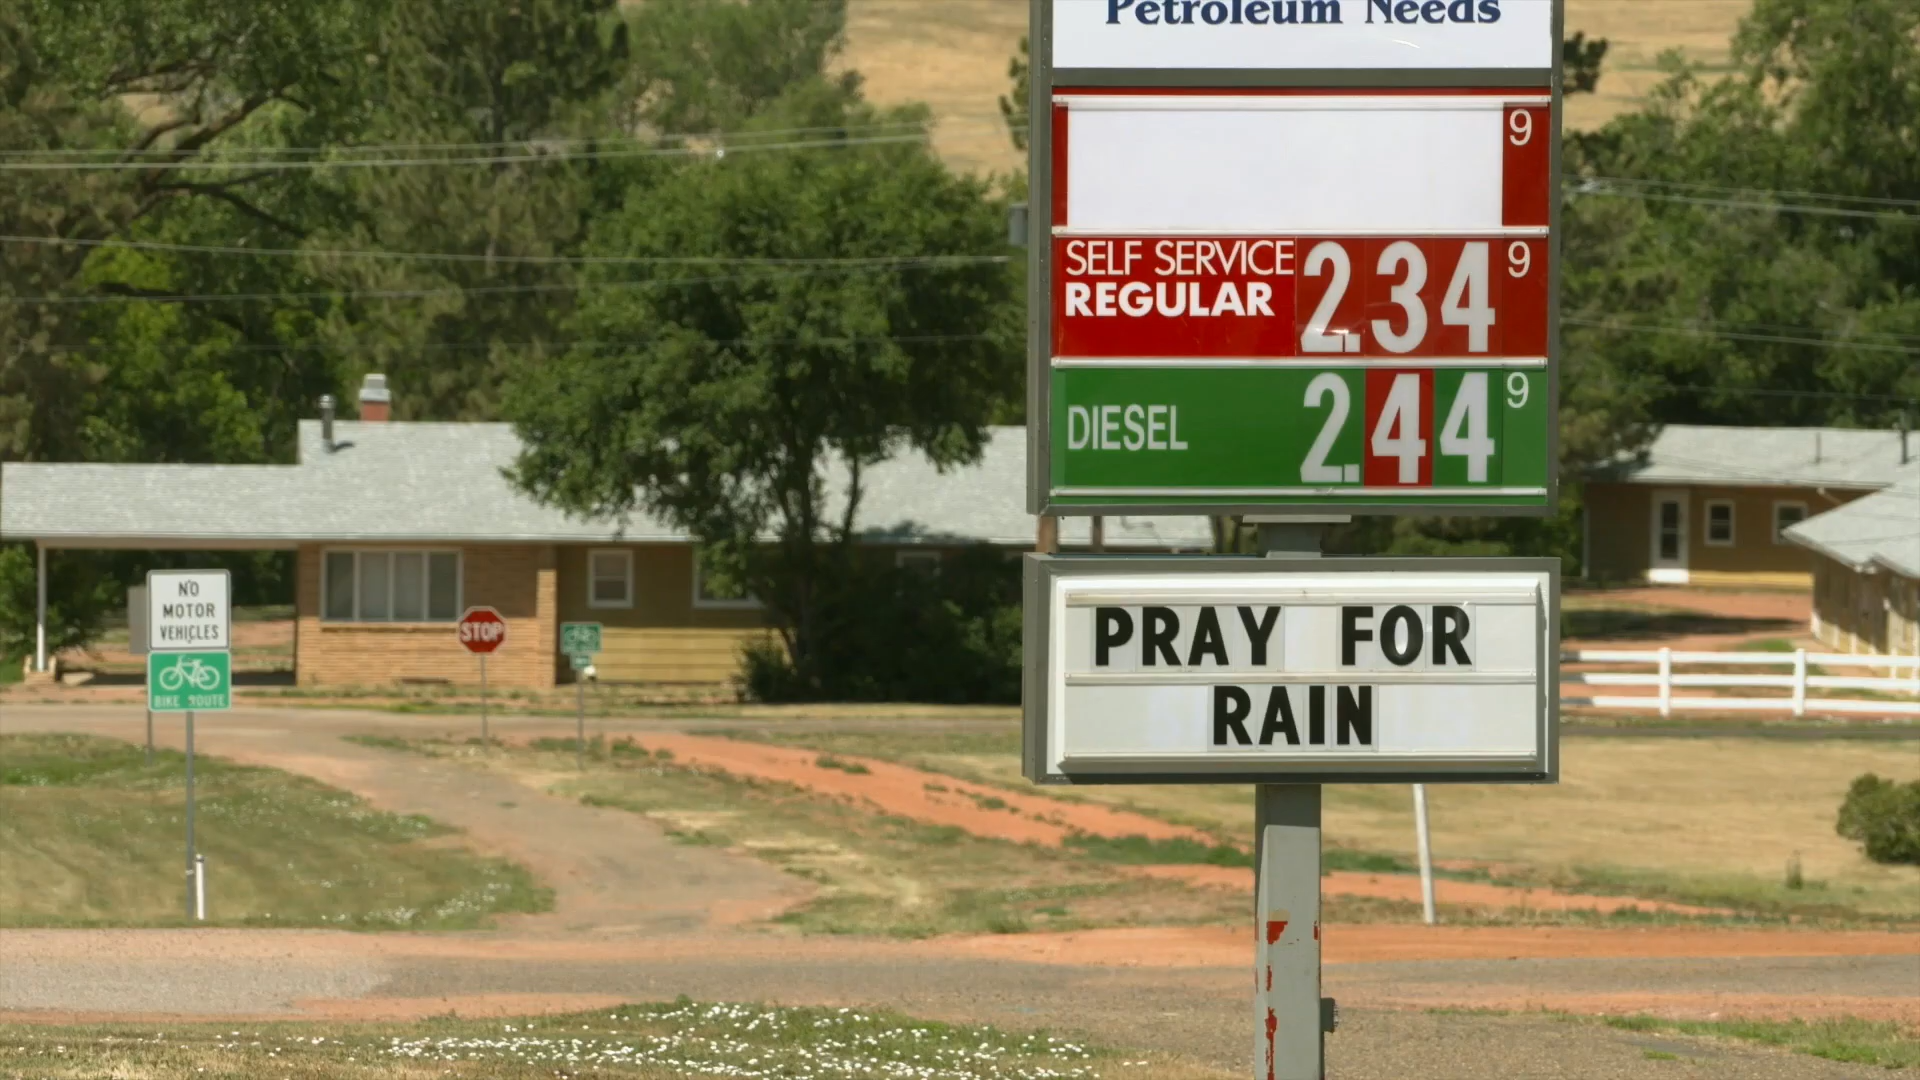 Petroleum Needs
9
SELF SERVICE
REGULAR
2.34 9
DIESEL 2.44 9
PRAY FOR
RAIN
NO
MOTOR
VEHICLES
BIKE ROUTE
STOP